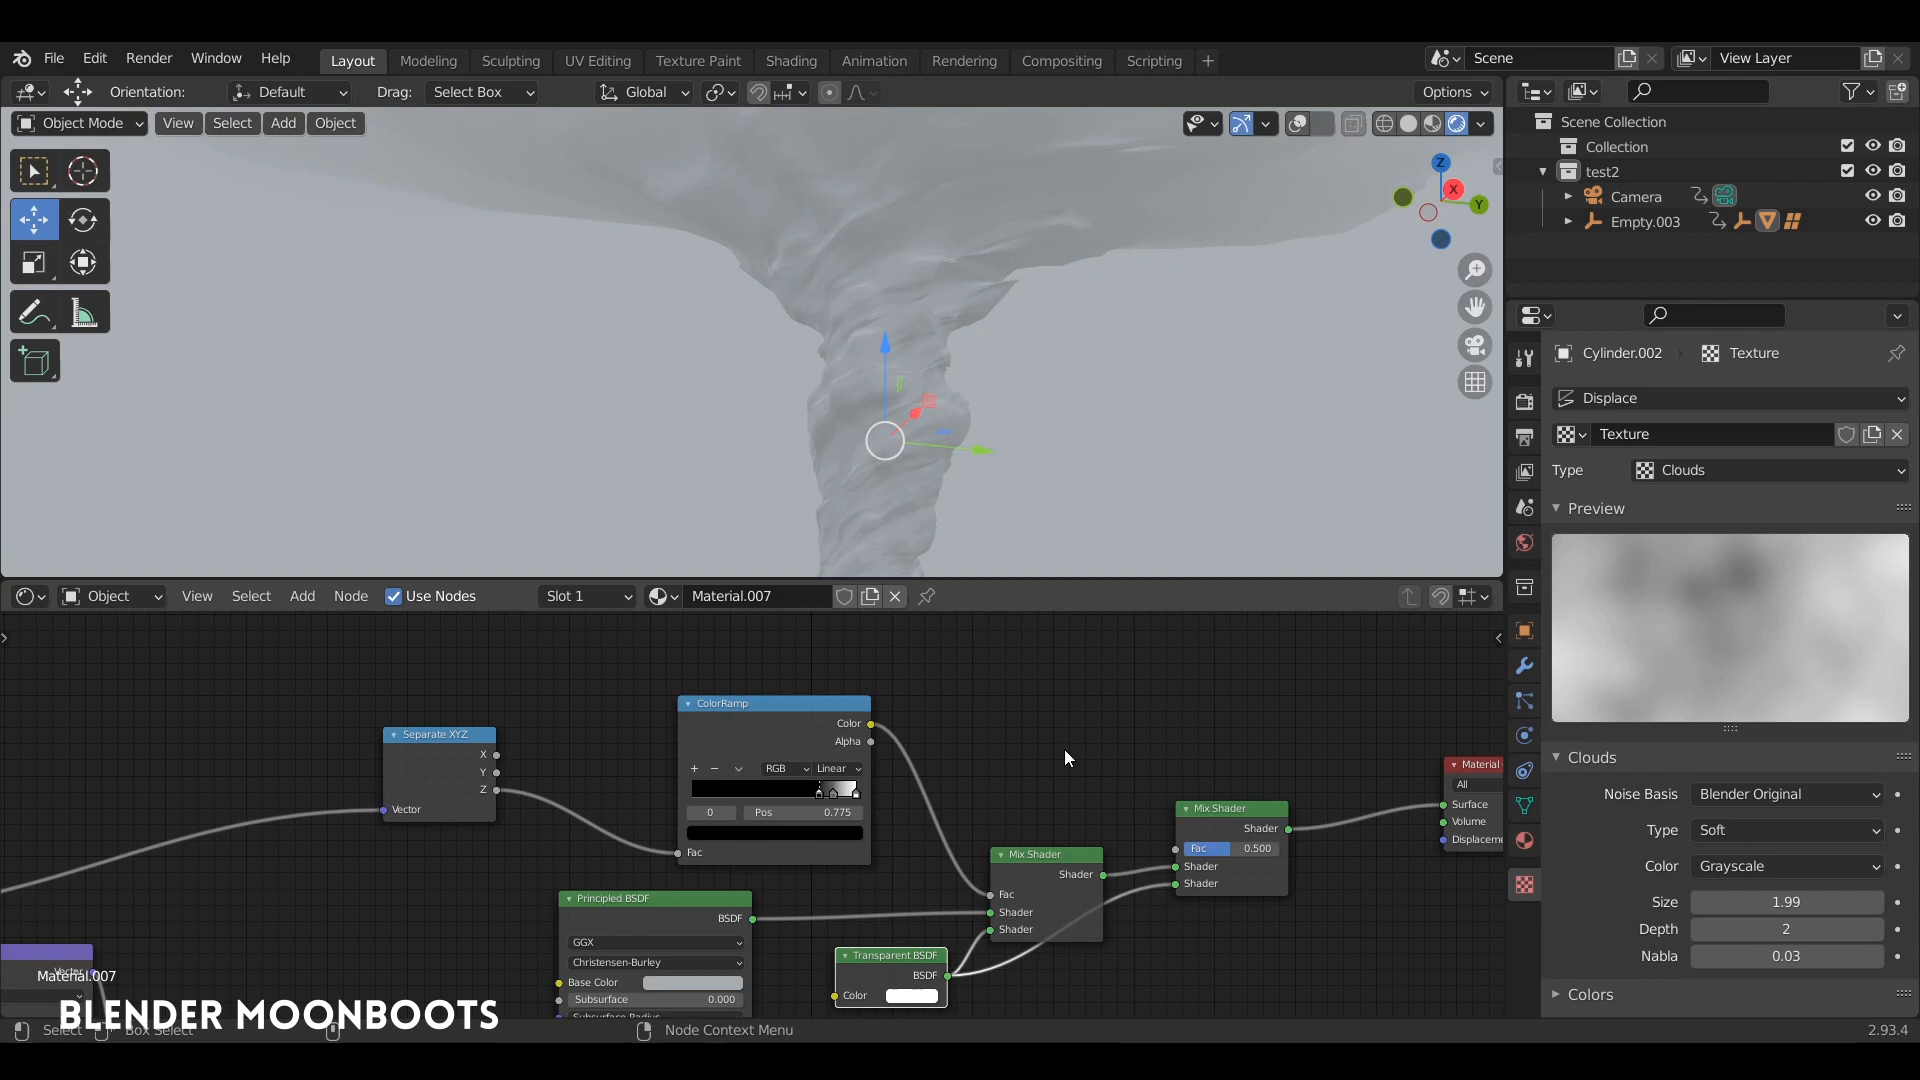 File Edit Render Window Help Layout Modeling Sculpting UV Editing Texture Paint Shading Animation Rendering Compositing Scripting + Scene View Layer
Orientation: Default Drag: Select Box Global Options
Object Mode View Select Add Object
Z
X
Y
Scene Collection
Collection
test2
Camera
Empty.003
Cylinder.002 Texture
Displace
Texture
Type Clouds
Preview
Clouds
Noise Basis Blender Original
Type Soft
Color Grayscale
Size 1.99
Depth 2
Nabla 0.03
Colors
Object View Select Add Node Use Nodes Slot 1 Material.007
Separate XYZ
X
Y
Z
Vector
ColorRamp
Color
Alpha
+ − RGB Linear
0 Pos 0.775
Fac
Principled BSDF
BSDF
GGX
Christensen-Burley
Base Color
Subsurface 0.000
Subsurface Radius
Transparent BSDF
BSDF
Color
Mix Shader
Shader
Fac
Shader
Shader
Mix Shader
Shader
Fac 0.500
Shader
Shader
Material
All
Surface
Volume
Displaceme
Vector
Material.007
BLENDER MOONBOOTS
Select Box Select Node Context Menu 2.93.4